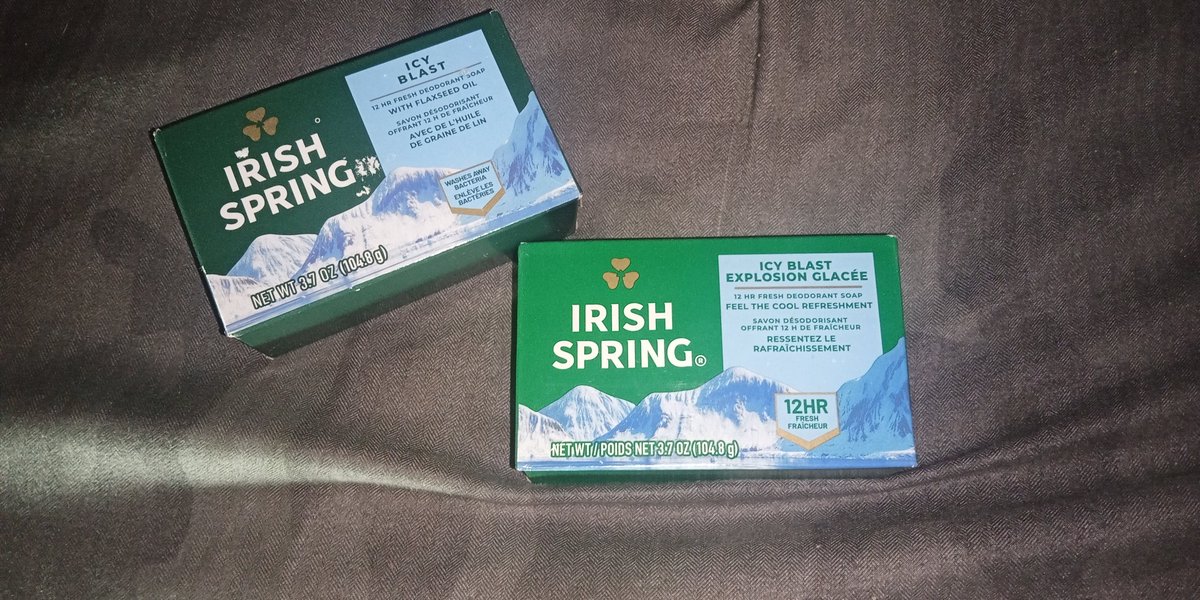 ICY
BLAST
12 HR FRESH DEODORANT SOAP
WITH FLAXSEED OIL
SAVON DÉSODORISANT
OFFRANT 12 H DE FRAÎCHEUR
AVEC DE L'HUILE
DE GRAINE DE LIN
IRISH
SPRING
WASHES AWAY
BACTERIA
ENLÈVE LES
BACTÉRIES
NET WT 3.7 OZ (104.8 g)
ICY BLAST
EXPLOSION GLACÉE
12 HR FRESH DEODORANT SOAP
FEEL THE COOL REFRESHMENT
SAVON DÉSODORISANT
OFFRANT 12 H DE FRAÎCHEUR
RESSENTEZ LE
RAFRAÎCHISSEMENT
IRISH
SPRING®
12HR
FRESH
FRAÎCHEUR
NET WT / POIDS NET 3.7 OZ (104.8 g)